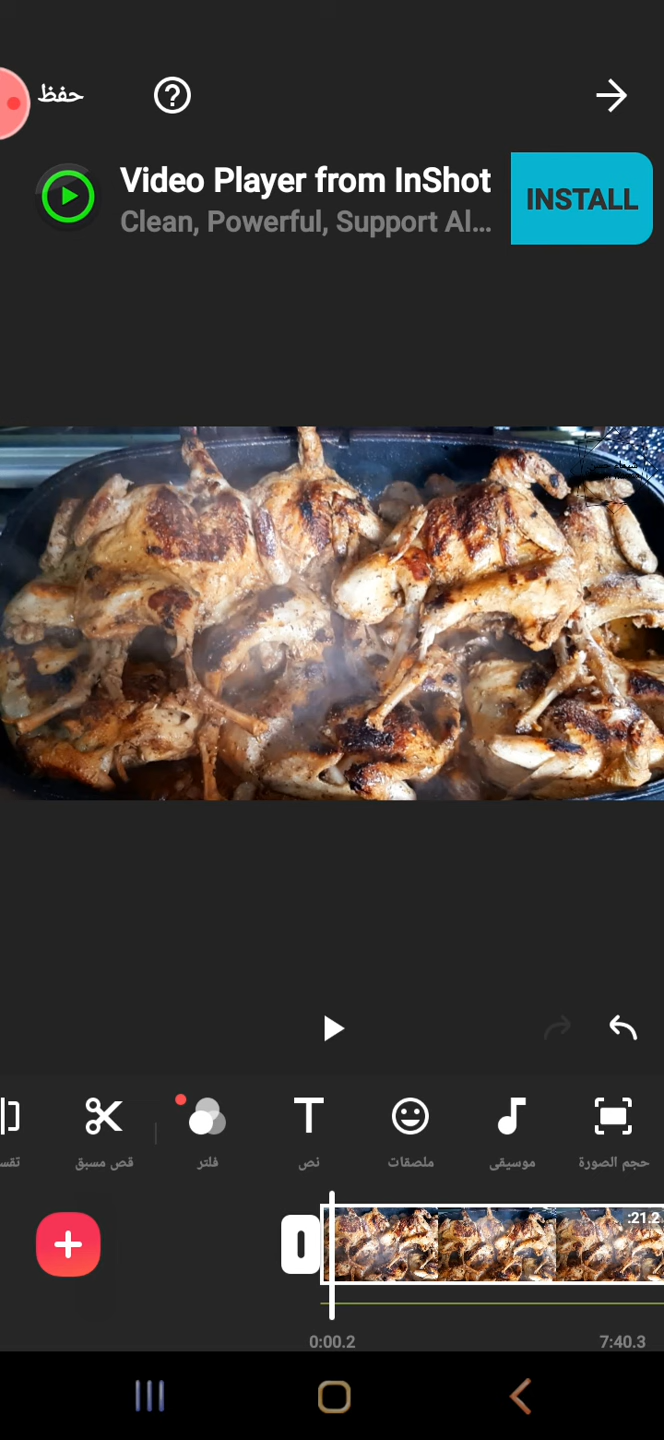 حفظ
Video Player from InShot
Clean, Powerful, Support Al...
INSTALL
حجم الصورة
موسيقى
ملصقات
نص
فلتر
قص مسبق
تقس
:21.2
0:00.2
7:40.3